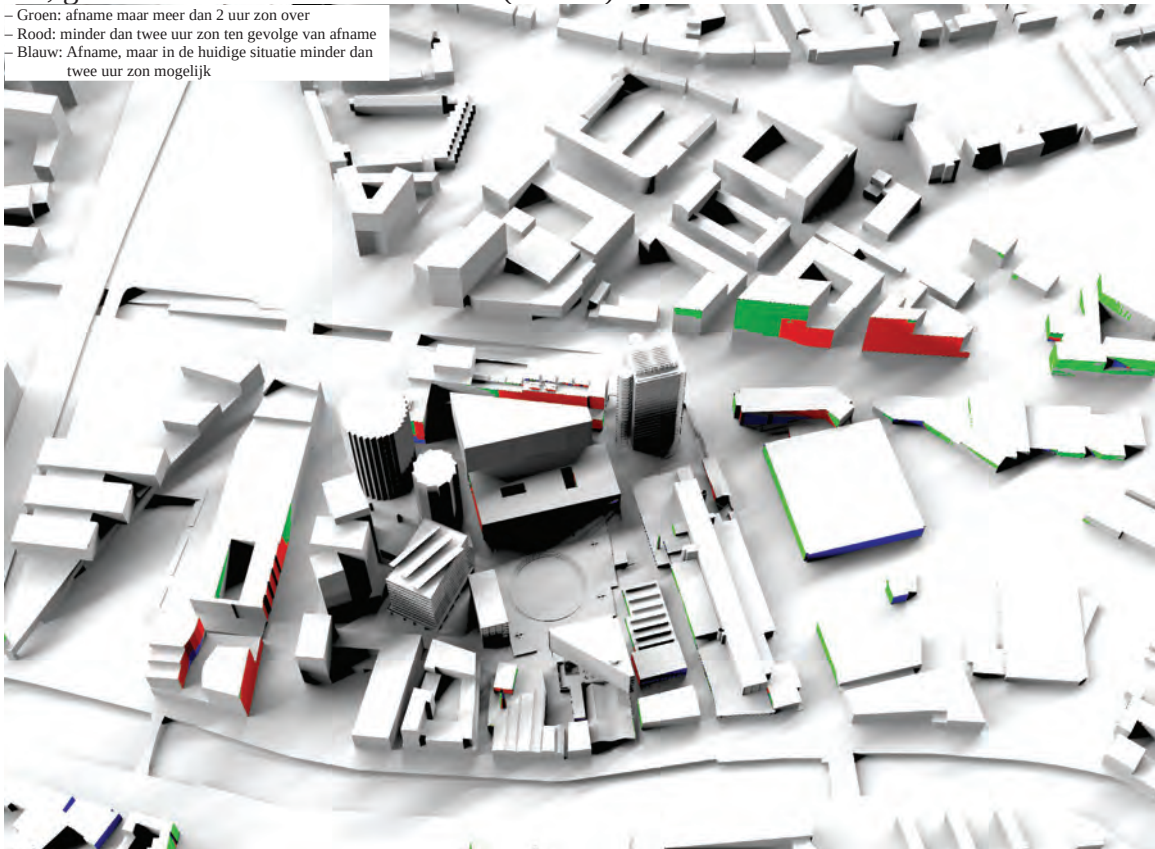 – Groen: afname maar meer dan 2 uur zon over
– Rood: minder dan twee uur zon ten gevolge van afname
– Blauw: Afname, maar in de huidige situatie minder dan
twee uur zon mogelijk